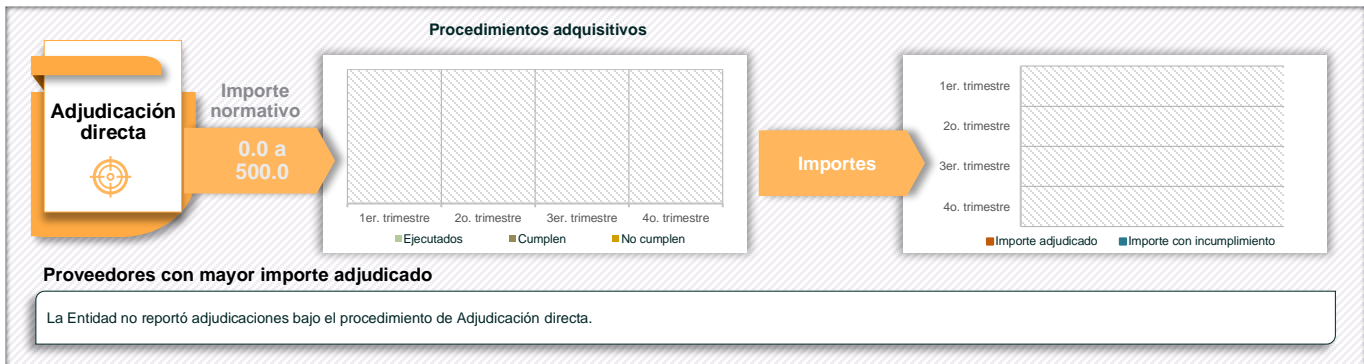 Adjudicación
directa
Importe
normativo
0.0 a
500.0
Procedimientos adquisitivos
1er. trimestre
2o. trimestre
3er. trimestre
4o. trimestre
Ejecutados
Cumplen
No cumplen
Importes
1er. trimestre
2o. trimestre
3er. trimestre
4o. trimestre
Importe adjudicado
Importe con incumplimiento
Proveedores con mayor importe adjudicado
La Entidad no reportó adjudicaciones bajo el procedimiento de Adjudicación directa.